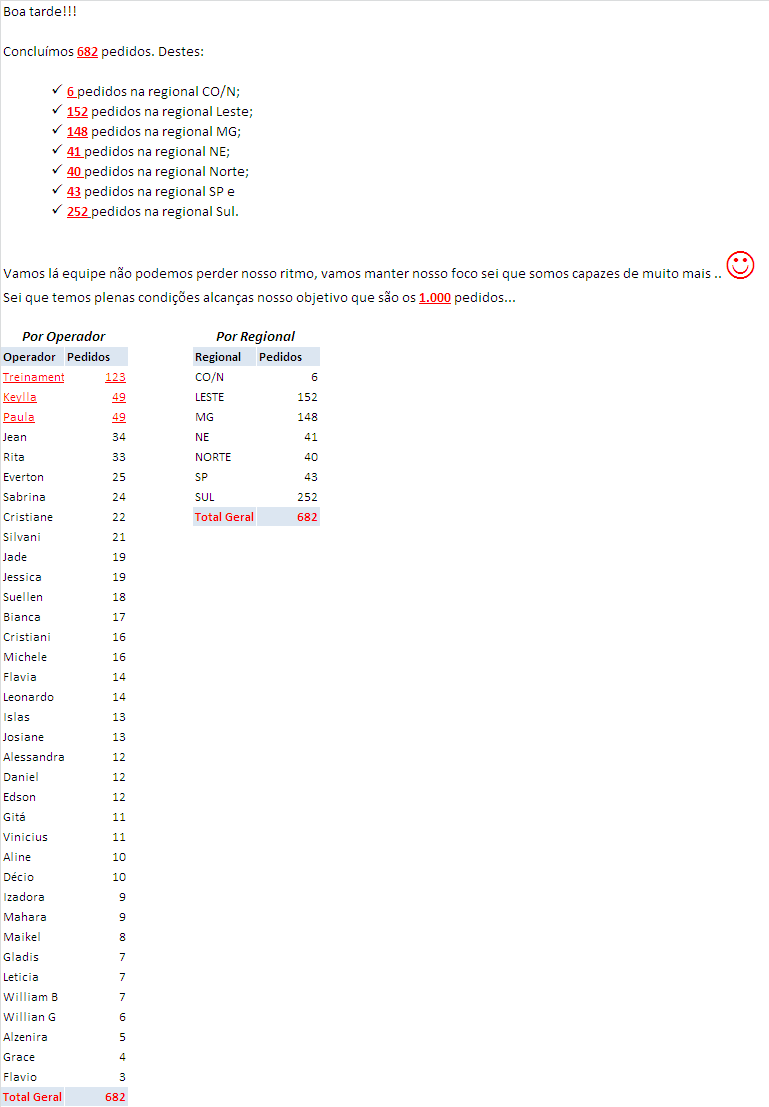 Boa tarde!!!
Concluímos 682 pedidos. Destes:
✓ 6 pedidos na regional CO/N;
✓ 152 pedidos na regional Leste;
✓ 148 pedidos na regional MG;
✓ 41 pedidos na regional NE;
✓ 40 pedidos na regional Norte;
✓ 43 pedidos na regional SP e
✓ 252 pedidos na regional Sul.
Vamos lá equipe não podemos perder nosso ritmo, vamos manter nosso foco sei que somos capazes de muito mais ..
Sei que temos plenas condições alcanças nosso objetivo que são os 1.000 pedidos...
Por Operador
Operador Pedidos
Treinament 123
Keylla 49
Paula 49
Jean 34
Rita 33
Everton 25
Sabrina 24
Cristiane 22
Silvani 21
Jade 19
Jessica 19
Suellen 18
Bianca 17
Cristiani 16
Michele 16
Flavia 14
Leonardo 14
Islas 13
Josiane 13
Alessandra 12
Daniel 12
Edson 12
Gitá 11
Vinicius 11
Aline 10
Décio 10
Izadora 9
Mahara 9
Maikel 8
Gladis 7
Leticia 7
William B 7
Willian G 6
Alzenira 5
Grace 4
Flavio 3
Total Geral 682
Por Regional
Regional Pedidos
CO/N 6
LESTE 152
MG 148
NE 41
NORTE 40
SP 43
SUL 252
Total Geral 682